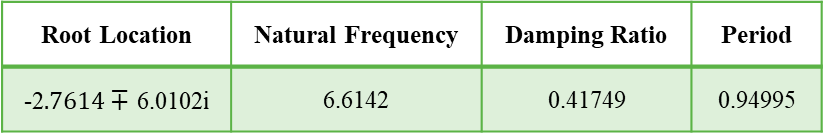 Root Location Natural Frequency Damping Ratio Period
-2.7614 ∓ 6.0102i 6.6142 0.41749 0.94995